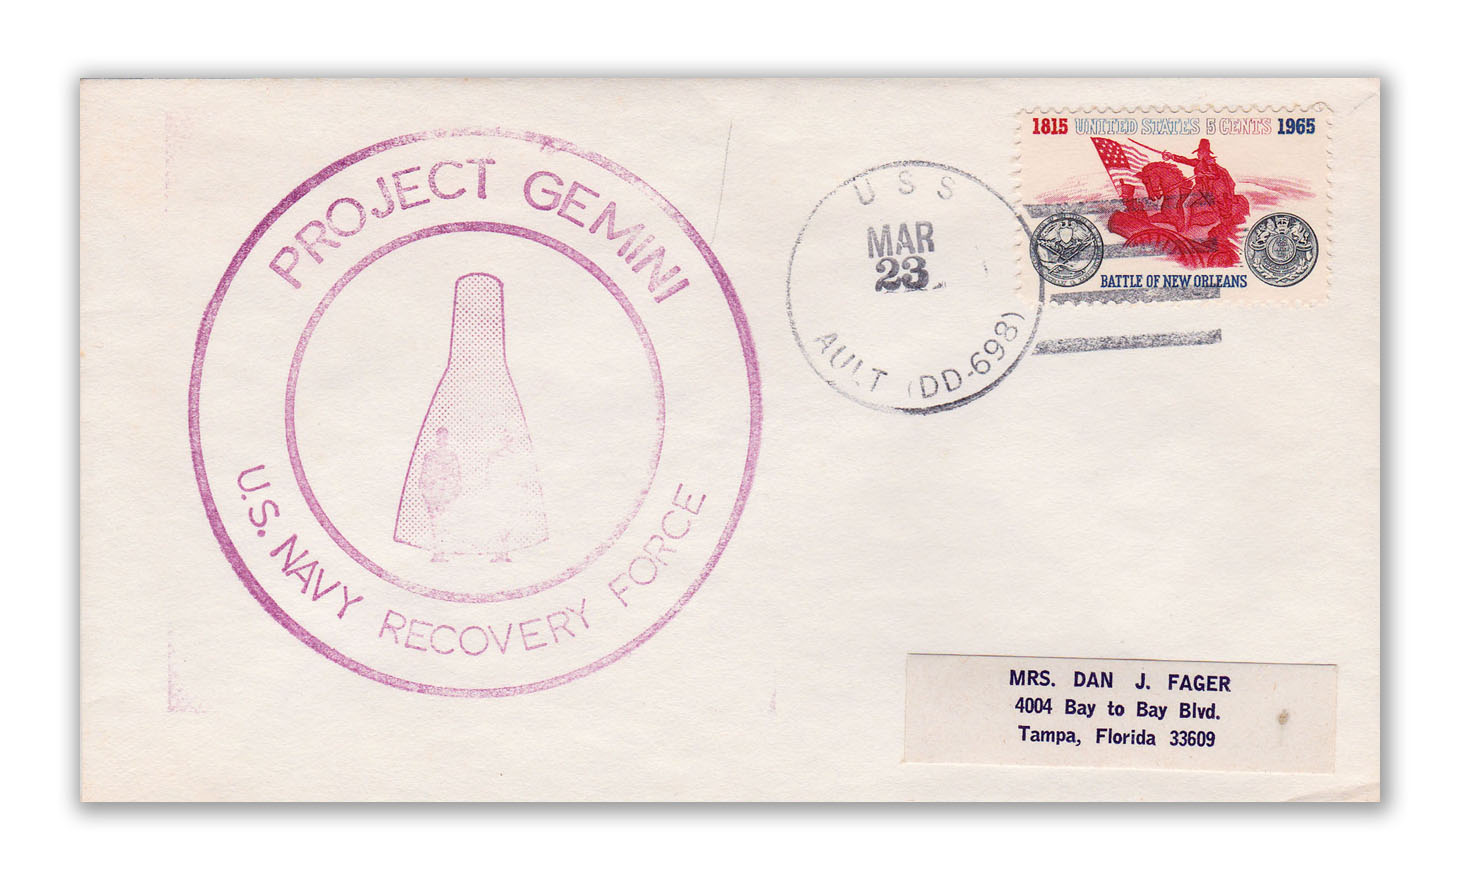 PROJECT GEMINI
U.S. NAVY RECOVERY FORCE
USS
MAR
23
AULT (DD-698)
1815 UNITED STATES 5 CENTS 1965
BATTLE OF NEW ORLEANS
MRS. DAN J. FAGER
4004 Bay to Bay Blvd.
Tampa, Florida 33609